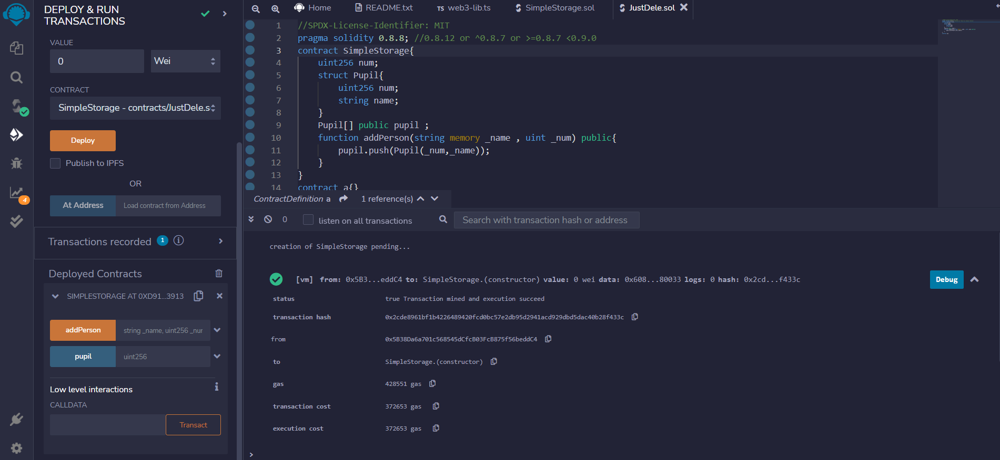 DEPLOY & RUN
TRANSACTIONS
VALUE
0
Wei
CONTRACT
SimpleStorage - contracts/JustDele.s
Deploy
Publish to IPFS
OR
At Address
Load contract from Address
4
Transactions recorded 1
Deployed Contracts
SIMPLESTORAGE AT 0XD91...3913
addPerson
string _name, uint256 _nur
pupil
uint256
Low level interactions
CALLDATA
Transact
Home
README.txt
TS web3-lib.ts
SimpleStorage.sol
JustDele.sol
1 //SPDX-License-Identifier: MIT
2 pragma solidity 0.8.8; //0.8.12 or ^0.8.7 or >=0.8.7 <0.9.0
3 contract SimpleStorage{
4 uint256 num;
5 struct Pupil{
6 uint256 num;
7 string name;
8 }
9 Pupil[] public pupil ;
10 function addPerson(string memory _name , uint _num) public{
11 pupil.push(Pupil(_num,_name));
12 }
13 }
14 contract a{}
ContractDefinition a 1 reference(s)
0 listen on all transactions
Search with transaction hash or address
creation of SimpleStorage pending...
[vm] from: 0x5B3...eddC4 to: SimpleStorage.(constructor) value: 0 wei data: 0x608...80033 logs: 0 hash: 0x2cd...f433c
Debug
status true Transaction mined and execution succeed
transaction hash 0x2cde8961bf1b4226489420fcd0bc57e2db95d2941acd929dbd5dac40b28f433c
from 0x5B38Da6a701c568545dCfcB03FcB875f56beddC4
to SimpleStorage.(constructor)
gas 428551 gas
transaction cost 372653 gas
execution cost 372653 gas
>